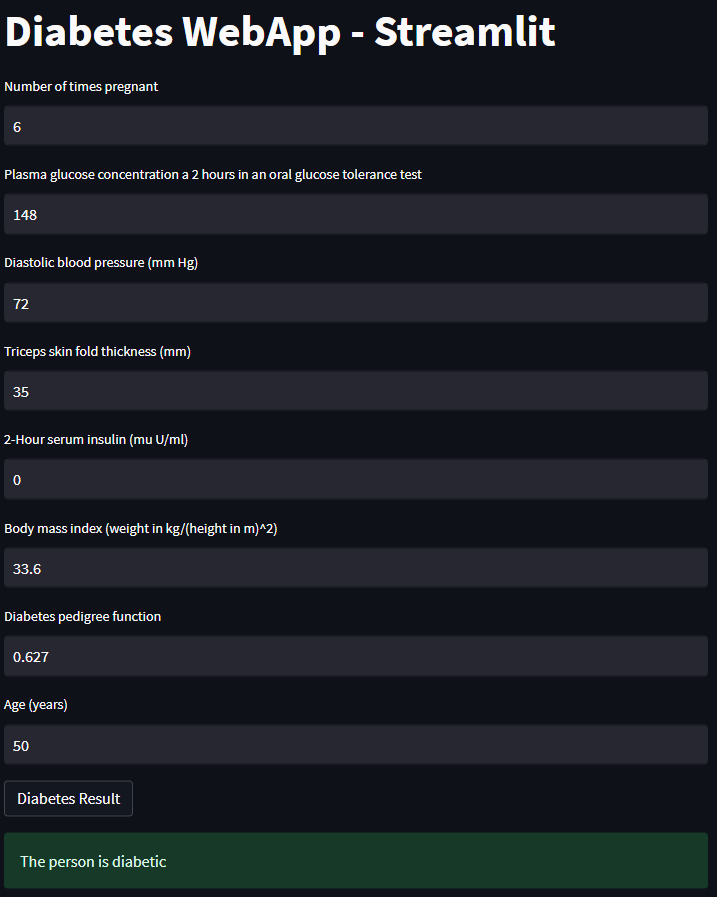 Diabetes WebApp - Streamlit
Number of times pregnant
6
Plasma glucose concentration a 2 hours in an oral glucose tolerance test
148
Diastolic blood pressure (mm Hg)
72
Triceps skin fold thickness (mm)
35
2-Hour serum insulin (mu U/ml)
0
Body mass index (weight in kg/(height in m)^2)
33.6
Diabetes pedigree function
0.627
Age (years)
50
Diabetes Result
The person is diabetic